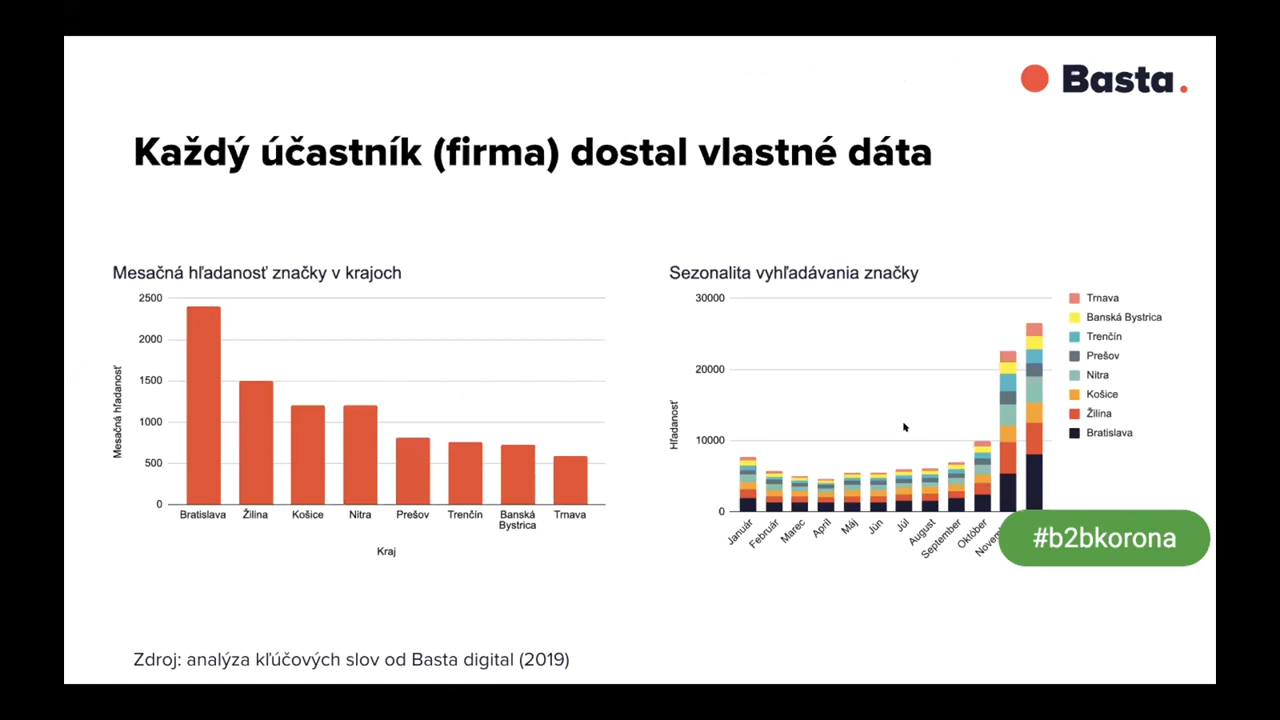 Basta.
Každý účastník (firma) dostal vlastné dáta
Mesačná hľadanosť značky v krajoch
2500
2000
1500
1000
500
0
Mesačná hľadanosť
Bratislava
Žilina
Košice
Nitra
Prešov
Trenčín
Banská
Bystrica
Trnava
Kraj
Sezonalita vyhľadávania značky
30000
20000
10000
0
Hľadanosť
Január
Február
Marec
Apríl
Máj
Jún
Júl
August
September
Október
Trnava
Banská Bystrica
Trenčín
Prešov
Nitra
Košice
Žilina
Bratislava
#b2bkorona
Zdroj: analýza kľúčových slov od Basta digital (2019)